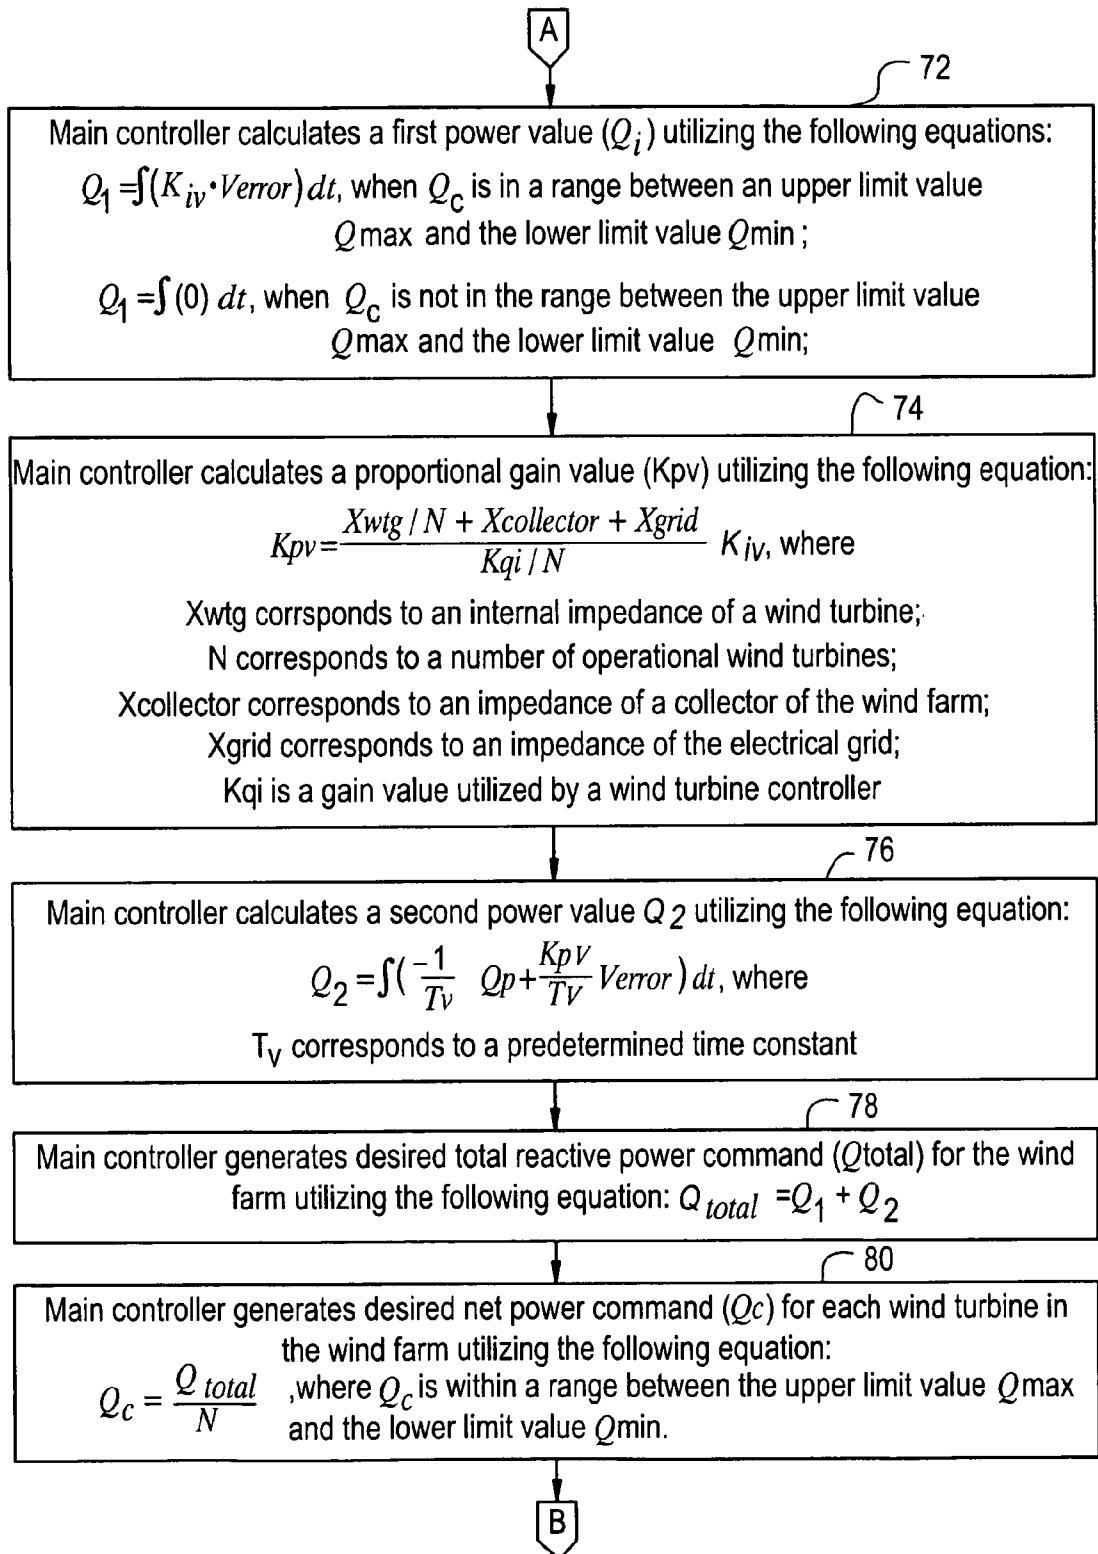 A
72
Main controller calculates a first power value (Qi) utilizing the following equations:
Q1 =∫(Kiv·Verror) dt, when Qc is in a range between an upper limit value
Qmax and the lower limit value Qmin ;
Q1 =∫ (0) dt, when Qc is not in the range between the upper limit value
Qmax and the lower limit value Qmin;
74
Main controller calculates a proportional gain value (Kpv) utilizing the following equation:
Kpv = (Xwtg / N + Xcollector + Xgrid) / (Kqi / N) Kiv, where
Xwtg corrsponds to an internal impedance of a wind turbine;
N corresponds to a number of operational wind turbines;
Xcollector corresponds to an impedance of a collector of the wind farm;
Xgrid corresponds to an impedance of the electrical grid;
Kqi is a gain value utilized by a wind turbine controller
76
Main controller calculates a second power value Q2 utilizing the following equation:
Q2 =∫( -1/Tv Qp + KpV/TV Verror ) dt, where
Tv corresponds to a predetermined time constant
78
Main controller generates desired total reactive power command (Qtotal) for the wind
farm utilizing the following equation: Qtotal =Q1 + Q2
80
Main controller generates desired net power command (Qc) for each wind turbine in
the wind farm utilizing the following equation:
Qc = Qtotal / N ,where Qc is within a range between the upper limit value Qmax
and the lower limit value Qmin.
B